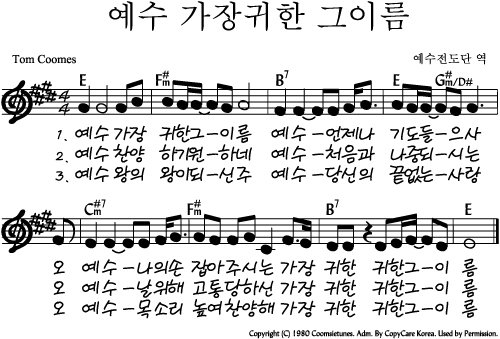 예수 가장귀한 그이름
Tom Coomes 예수전도단 역
E F#m B7 E G#m/D#
1. 예수 가장 귀한그-이름 예수-언제나 기도들-으사
2. 예수 찬양 하기원-하네 예수-처음과 나중되-시는
3. 예수 왕의 왕이되-신주 예수-당신의 끝없는-사랑
C#m7 F#m B7 E
오 예수-나의손 잡아주시는 가장 귀한 귀한그-이 름
오 예수-날위해 고통당하신 가장 귀한 귀한그-이 름
오 예수-목소리 높여찬양해 가장 귀한 귀한그-이 름
Copyright (C) 1980 Coomsietunes. Adm. By CopyCare Korea. Used by Permission.